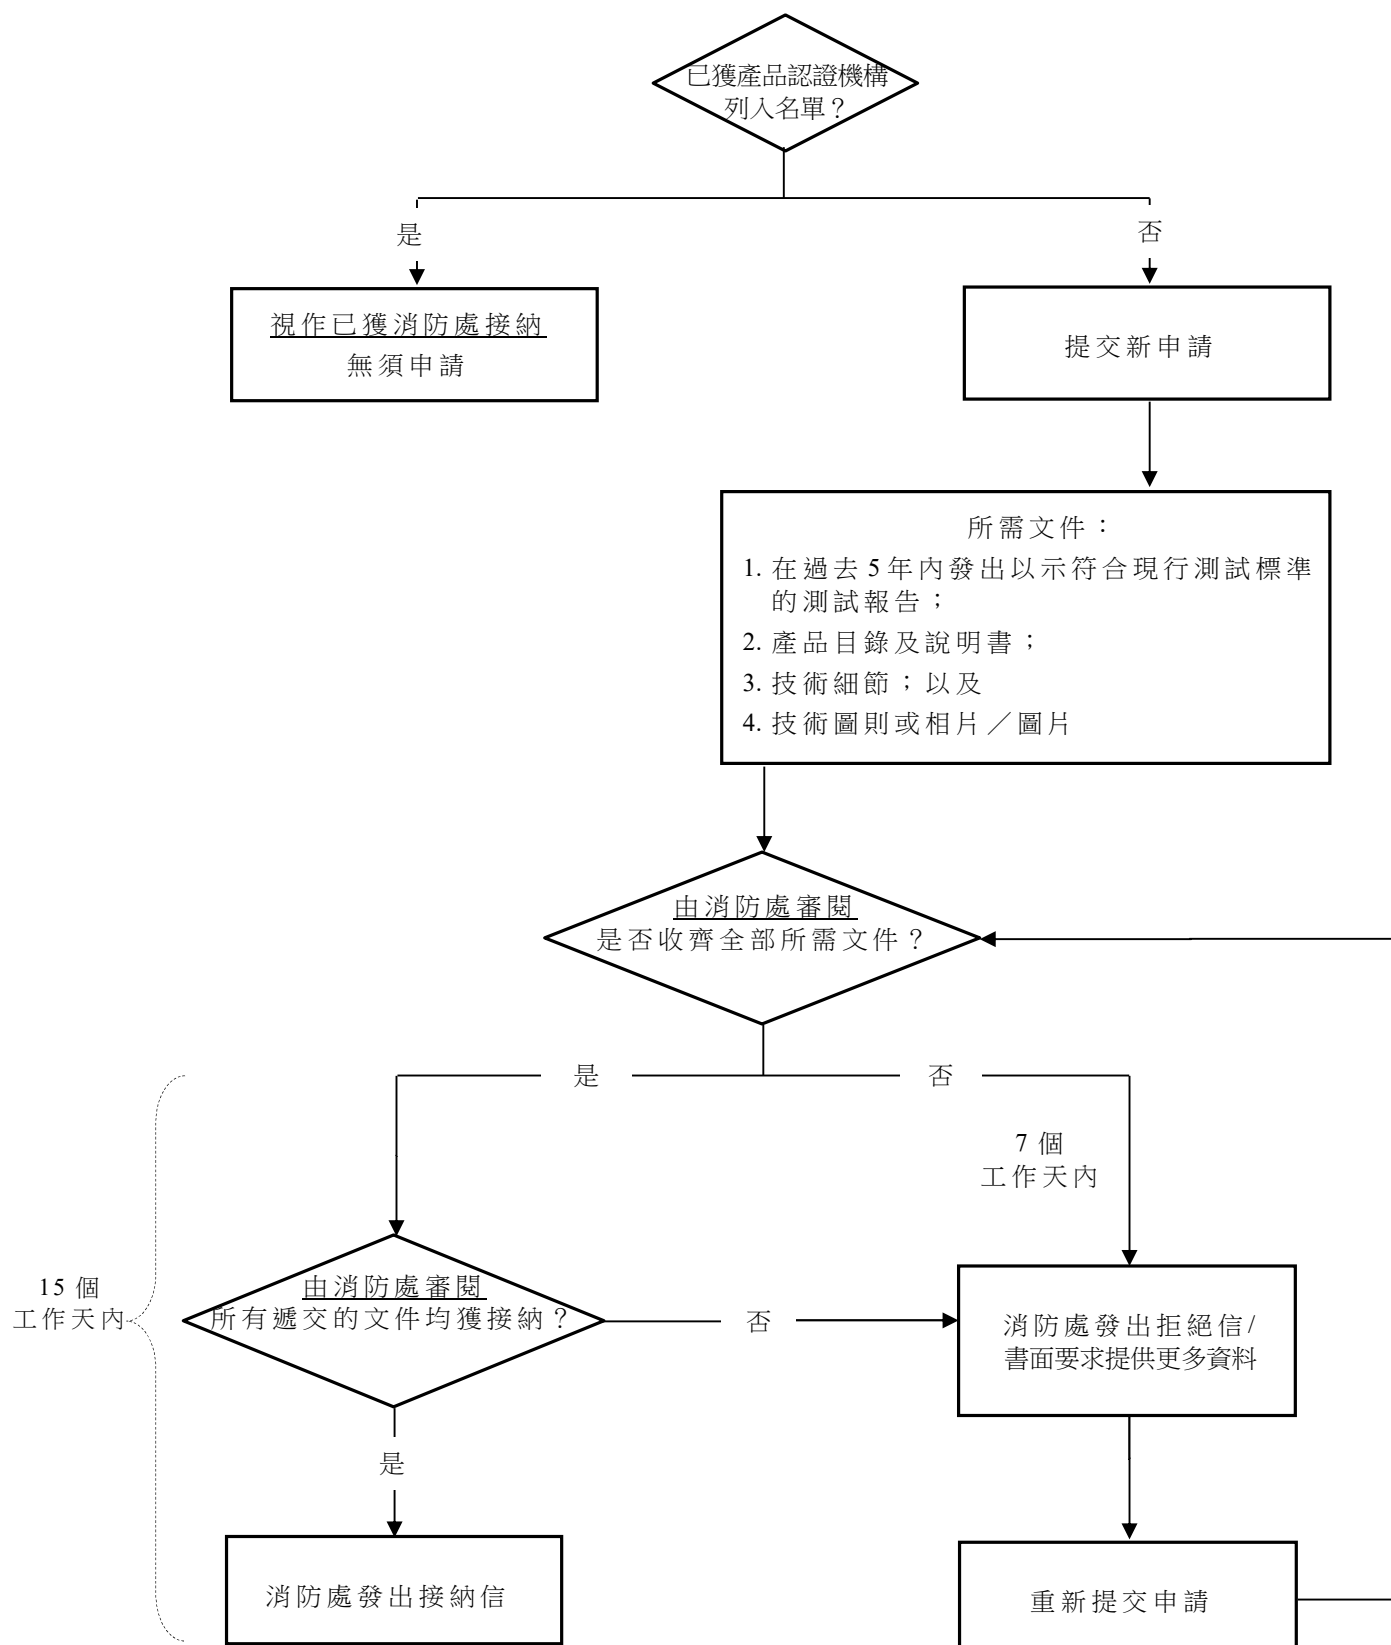 已獲產品認證機構
列入名單？
是
否
視作已獲消防處接納
無須申請
提交新申請
所需文件：
1. 在過去 5 年內發出以示符合現行測試標準
的測試報告；
2. 產品目錄及說明書；
3. 技術細節；以及
4. 技術圖則或相片／圖片
由消防處審閱
是否收齊全部所需文件？
是
否
7 個
工作天內
15 個
工作天內
由消防處審閱
所有遞交的文件均獲接納？
否
消防處發出拒絕信/
書面要求提供更多資料
是
消防處發出接納信
重新提交申請